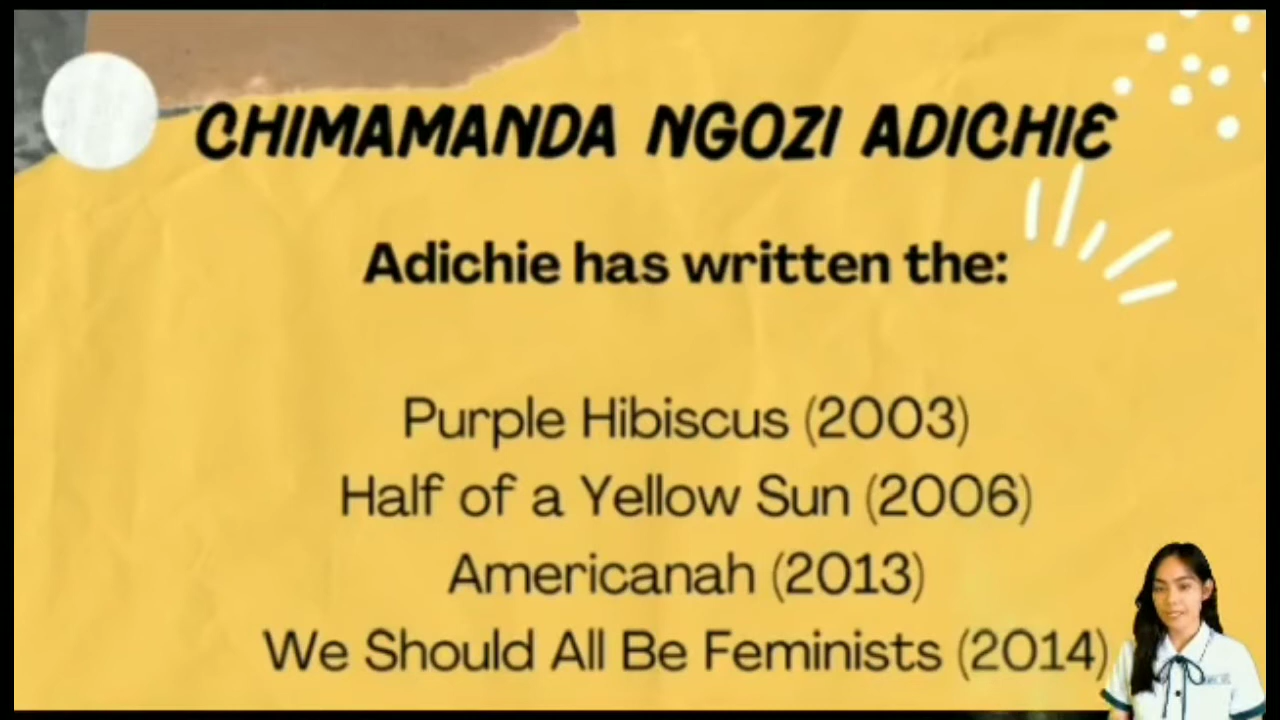 CHIMAMANDA NGOZI ADICHIE
Adichie has written the:
Purple Hibiscus (2003)
Half of a Yellow Sun (2006)
Americanah (2013)
We Should All Be Feminists (2014)